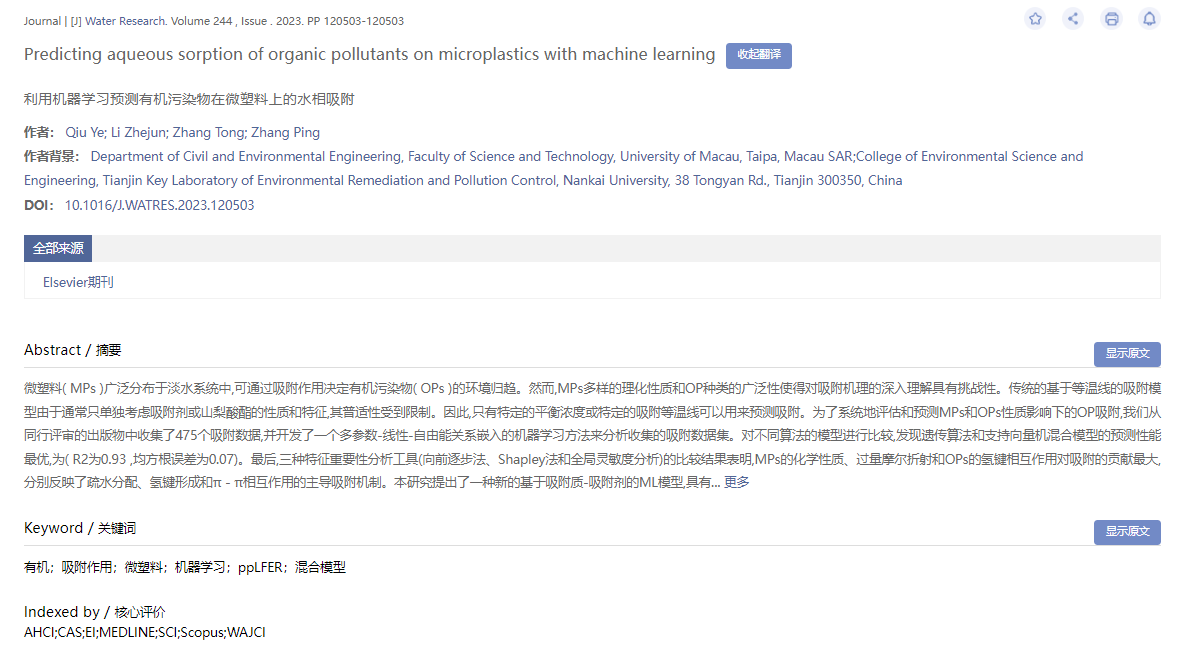 Journal | [J] Water Research. Volume 244 , Issue . 2023. PP 120503-120503
Predicting aqueous sorption of organic pollutants on microplastics with machine learning 收起翻译
利用机器学习预测有机污染物在微塑料上的水相吸附
作者： Qiu Ye; Li Zhejun; Zhang Tong; Zhang Ping
作者背景： Department of Civil and Environmental Engineering, Faculty of Science and Technology, University of Macau, Taipa, Macau SAR;College of Environmental Science and
Engineering, Tianjin Key Laboratory of Environmental Remediation and Pollution Control, Nankai University, 38 Tongyan Rd., Tianjin 300350, China
DOI： 10.1016/J.WATRES.2023.120503
全部来源
Elsevier期刊
Abstract / 摘要
显示原文
微塑料( MPs )广泛分布于淡水系统中,可通过吸附作用决定有机污染物( OPs )的环境归趋。然而,MPs多样的理化性质和OP种类的广泛性使得对吸附机理的深入理解具有挑战性。传统的基于等温线的吸附模
型由于通常只单独考虑吸附剂或山梨酸酯的性质和特征,其普适性受到限制。因此,只有特定的平衡浓度或特定的吸附等温线可以用来预测吸附。为了系统地评估和预测MPs和OPs性质影响下的OP吸附,我们从
同行评审的出版物中收集了475个吸附数据,并开发了一个多参数-线性-自由能关系嵌入的机器学习方法来分析收集的吸附数据集。对不同算法的模型进行比较,发现遗传算法和支持向量机混合模型的预测性能
最优,为( R2为0.93 ,均方根误差为0.07)。最后,三种特征重要性分析工具(向前逐步法、Shapley法和全局灵敏度分析)的比较结果表明,MPs的化学性质、过量摩尔折射和OPs的氢键相互作用对吸附的贡献最大,
分别反映了疏水分配、氢键形成和π - π相互作用的主导吸附机制。本研究提出了一种新的基于吸附质-吸附剂的ML模型,具有... 更多
Keyword / 关键词
显示原文
有机；吸附作用；微塑料；机器学习；ppLFER；混合模型
Indexed by / 核心评价
AHCI;CAS;EI;MEDLINE;SCI;Scopus;WAJCI